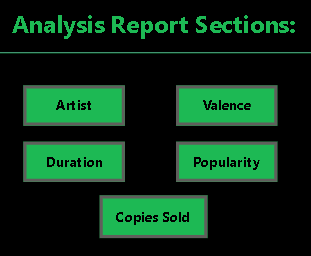 Analysis Report Sections:
Artist
Valence
Duration
Popularity
Copies Sold